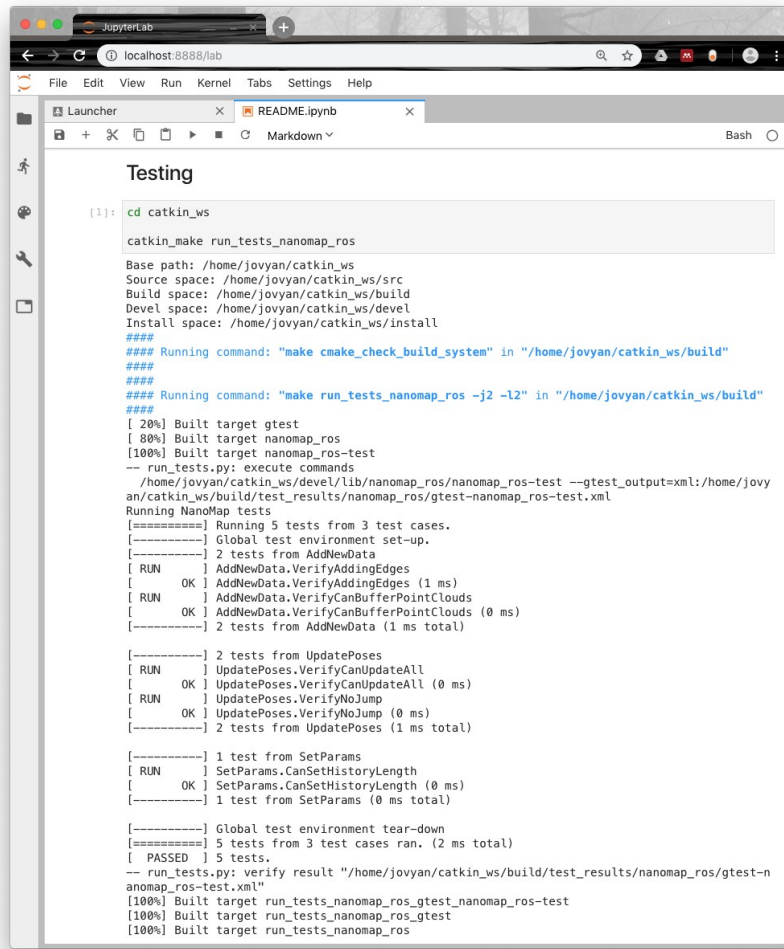 JupyterLab
localhost:8888/lab
File Edit View Run Kernel Tabs Settings Help
Launcher
README.ipynb
Markdown
Bash
Testing
[1]: cd catkin_ws
catkin_make run_tests_nanomap_ros
Base path: /home/jovyan/catkin_ws
Source space: /home/jovyan/catkin_ws/src
Build space: /home/jovyan/catkin_ws/build
Devel space: /home/jovyan/catkin_ws/devel
Install space: /home/jovyan/catkin_ws/install
####
#### Running command: "make cmake_check_build_system" in "/home/jovyan/catkin_ws/build"
####
####
#### Running command: "make run_tests_nanomap_ros -j2 -l2" in "/home/jovyan/catkin_ws/build"
####
[ 20%] Built target gtest
[ 80%] Built target nanomap_ros
[100%] Built target nanomap_ros-test
-- run_tests.py: execute commands
  /home/jovyan/catkin_ws/devel/lib/nanomap_ros/nanomap_ros-test --gtest_output=xml:/home/jovy
an/catkin_ws/build/test_results/nanomap_ros/gtest-nanomap_ros-test.xml
Running NanoMap tests
[==========] Running 5 tests from 3 test cases.
[----------] Global test environment set-up.
[----------] 2 tests from AddNewData
[ RUN      ] AddNewData.VerifyAddingEdges
[       OK ] AddNewData.VerifyAddingEdges (1 ms)
[ RUN      ] AddNewData.VerifyCanBufferPointClouds
[       OK ] AddNewData.VerifyCanBufferPointClouds (0 ms)
[----------] 2 tests from AddNewData (1 ms total)
[----------] 2 tests from UpdatePoses
[ RUN      ] UpdatePoses.VerifyCanUpdateAll
[       OK ] UpdatePoses.VerifyCanUpdateAll (0 ms)
[ RUN      ] UpdatePoses.VerifyNoJump
[       OK ] UpdatePoses.VerifyNoJump (0 ms)
[----------] 2 tests from UpdatePoses (1 ms total)
[----------] 1 test from SetParams
[ RUN      ] SetParams.CanSetHistoryLength
[       OK ] SetParams.CanSetHistoryLength (0 ms)
[----------] 1 test from SetParams (0 ms total)
[----------] Global test environment tear-down
[==========] 5 tests from 3 test cases ran. (2 ms total)
[  PASSED  ] 5 tests.
-- run_tests.py: verify result "/home/jovyan/catkin_ws/build/test_results/nanomap_ros/gtest-n
anomap_ros-test.xml"
[100%] Built target run_tests_nanomap_ros_gtest_nanomap_ros-test
[100%] Built target run_tests_nanomap_ros_gtest
[100%] Built target run_tests_nanomap_ros